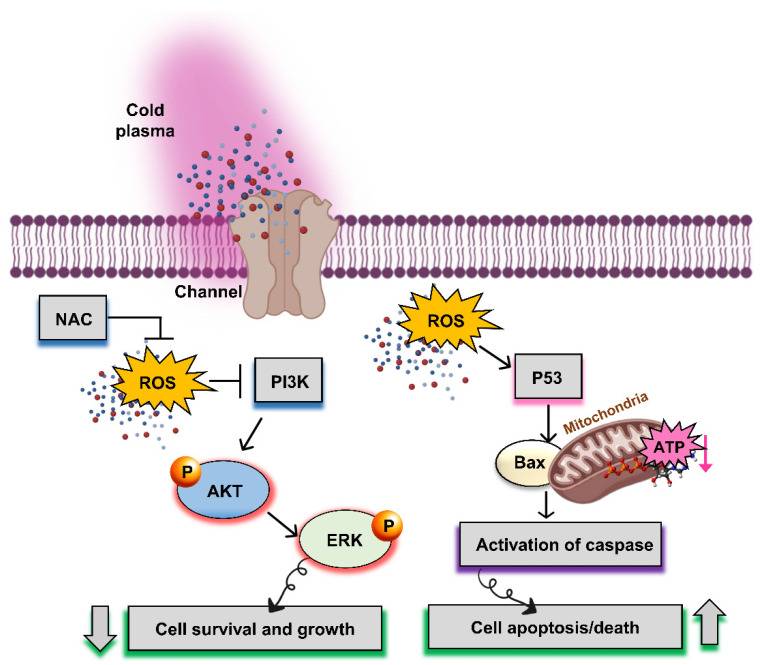 Cold
plasma
Channel
NAC
ROS
PI3K
P
AKT
P
ERK
Cell survival and growth
ROS
P53
Mitochondria
Bax
ATP
Activation of caspase
Cell apoptosis/death